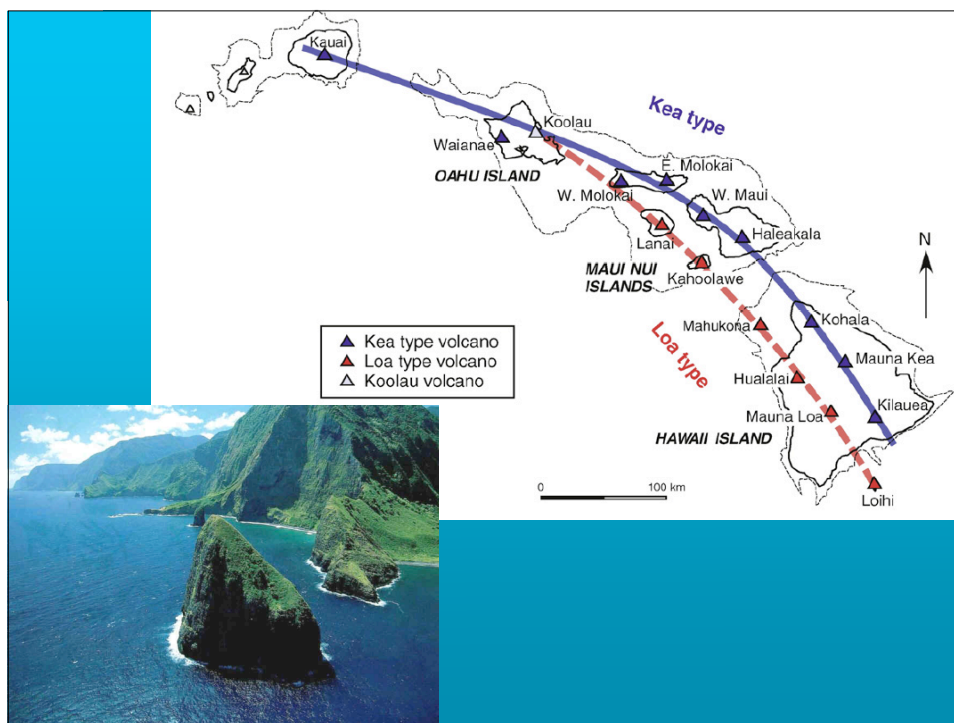 Kauai
Koolau
Kea type
Waianae
E. Molokai
OAHU ISLAND
W. Molokai
W. Maui
Haleakala
Lanai
N
MAUI NUI
ISLANDS
Kahoolawe
Kohala
Mahukona
Loa type
Kea type volcano
Loa type volcano
Koolau volcano
Mauna Kea
Hualalai
Kilauea
Mauna Loa
HAWAII ISLAND
0 100 km
Loihi